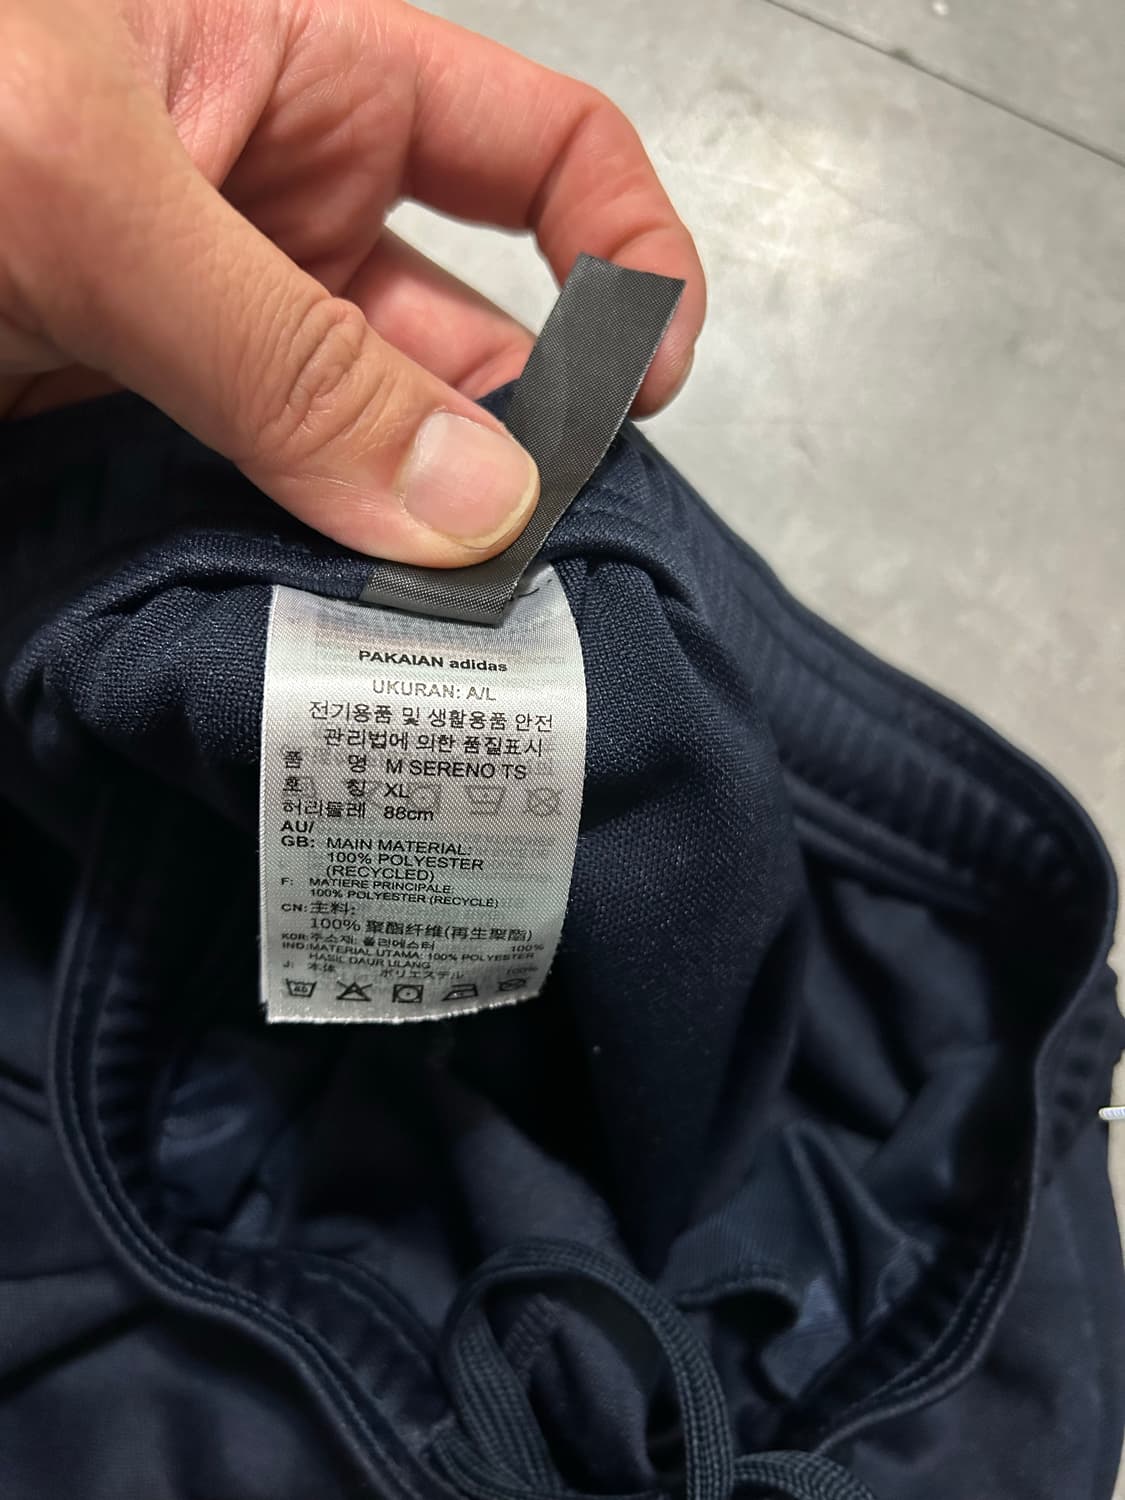 PAKAIAN adidas
UKURAN: A/L
전기용품 및 생활용품 안전
관리법에 의한 품질표시
품 명 M SERENO TS
호 칭 XL
허리둘레 88cm
AU/
GB: MAIN MATERIAL:
100% POLYESTER
(RECYCLED)
F: MATIERE PRINCIPALE:
100% POLYESTER (RECYCLÉ)
CN: 主料:
100% 聚酯纤维(再生聚酯)
KOR: 주소재: 폴리에스터 100%
IND: MATERIAL UTAMA: 100% POLYESTER
HASIL DAUR ULANG
J: 本体 ポリエステル 100%
40